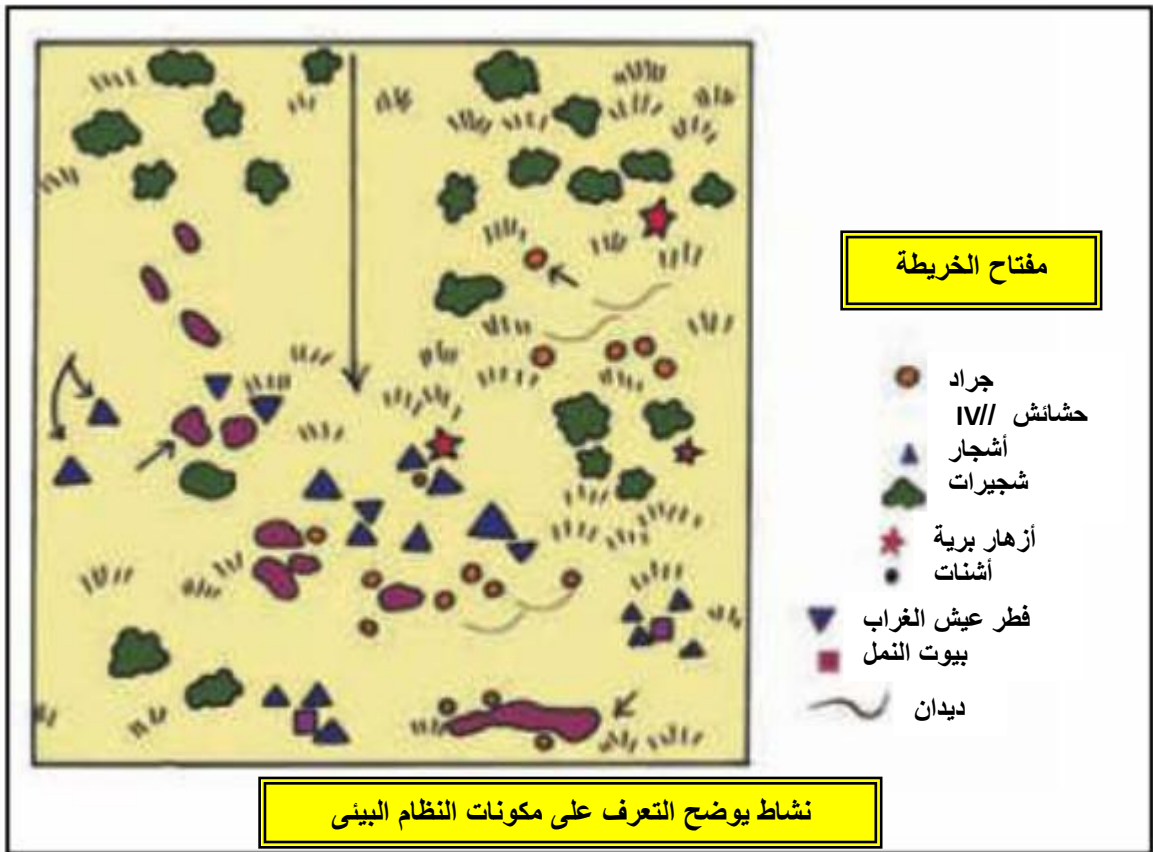 مفتاح الخريطة
جراد
حشائش //IV
أشجار
شجيرات
أزهار برية
أشنات
فطر عيش الغراب
بيوت النمل
ديدان
نشاط يوضح التعرف على مكونات النظام البيئى